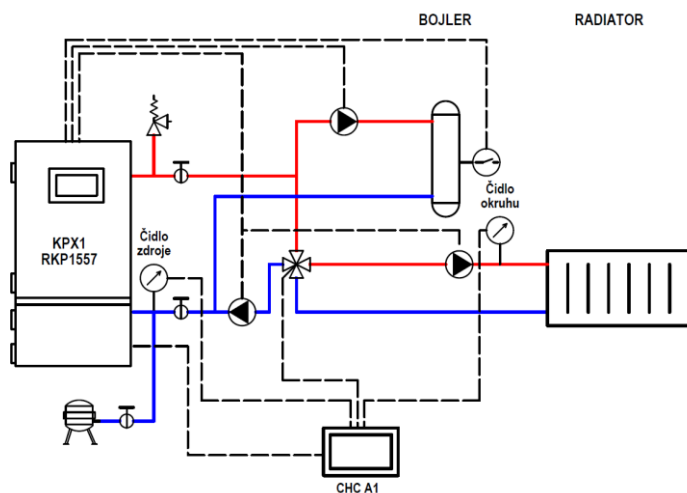 BOJLER
RADIATOR
KPX1
RKP1557
Čidlo
zdroje
Čidlo
okruhu
CHC A1